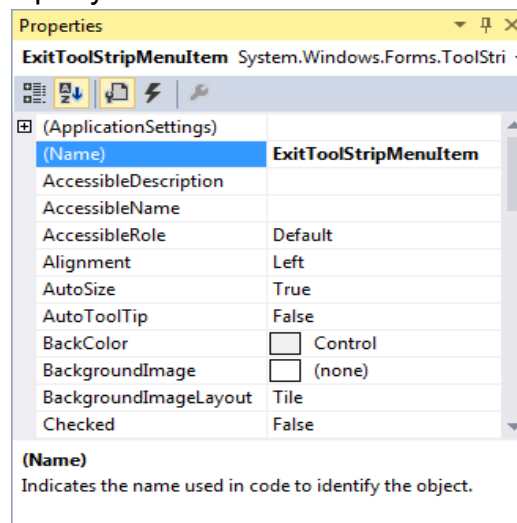 Properties
ExitToolStripMenuItem System.Windows.Forms.ToolStri
(ApplicationSettings)
(Name) ExitToolStripMenuItem
AccessibleDescription
AccessibleName
AccessibleRole Default
Alignment Left
AutoSize True
AutoToolTip False
BackColor Control
BackgroundImage (none)
BackgroundImageLayout Tile
Checked False
(Name)
Indicates the name used in code to identify the object.